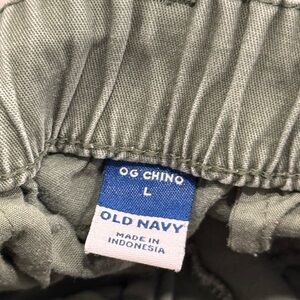 OG CHINO
L
OLD NAVY
MADE IN
INDONESIA